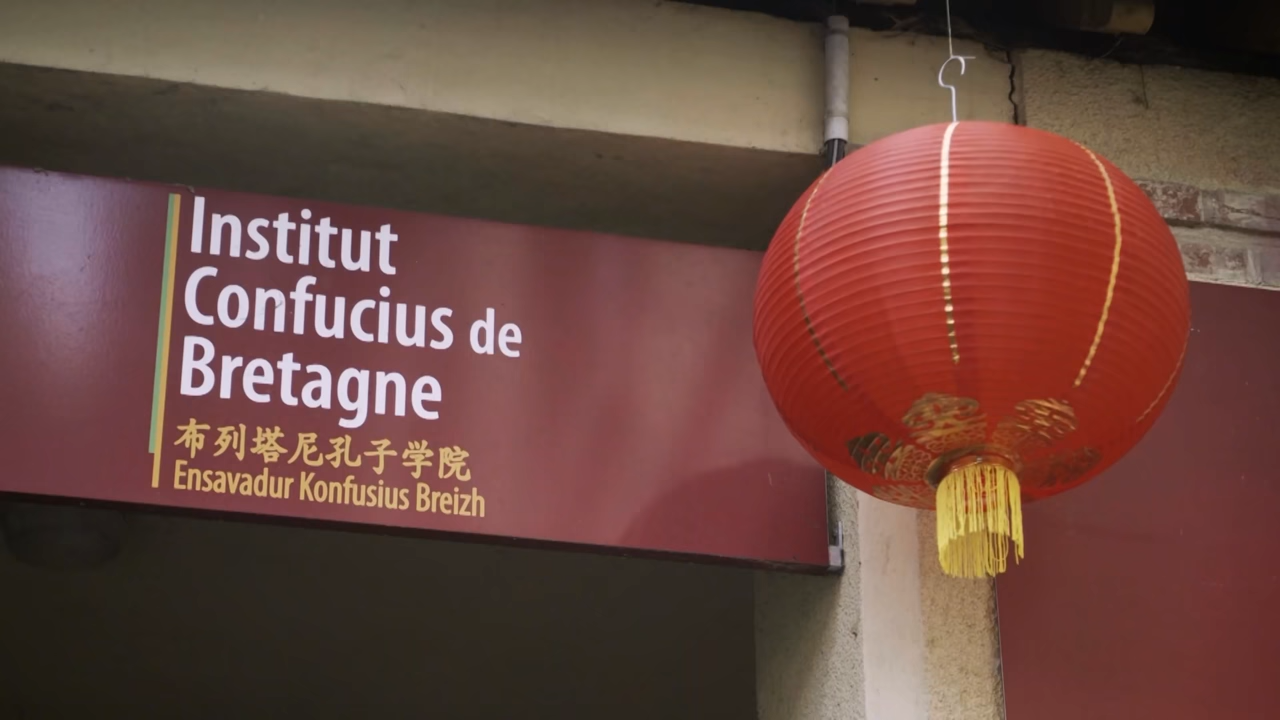 Institut
Confucius de
Bretagne
布列塔尼孔子学院
Ensavadur Konfusius Breizh